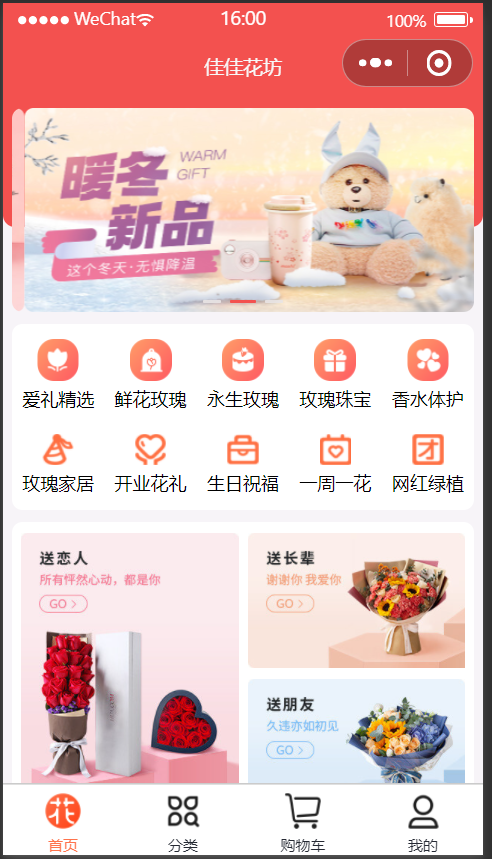 WeChat
16:00
100%
佳佳花坊
暖冬
WARM
GIFT
新品
这个冬天·无惧降温
爱礼精选 鲜花玫瑰 永生玫瑰 玫瑰珠宝 香水体护
玫瑰家居 开业花礼 生日祝福 一周一花 网红绿植
团
送恋人
所有怦然心动，都是你
GO >
送长辈
谢谢你 我爱你
GO >
送朋友
久违亦如初见
GO >
花
首页 分类 购物车 我的